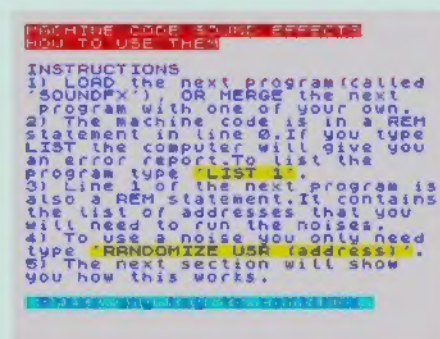 MACHINE CODE SOUND EFFECTS
HOW TO USE THEM
INSTRUCTIONS
1) LOAD the next program(called
'SOUNDFX'), OR MERGE the next
program with one of your own.
2) The machine code is in a REM
statement in line 0.If you type
LIST the computer will give you
an error report.To list the
program type 'LIST 1'.
3) Line 1 of the next program is
also a REM statement.It contains
the list of addresses that you
will need to run the noises.
4) To use a noise you only need
type 'RANDOMIZE USR (address)'.
5) The next section will show
you how this works.
Press any key to continue